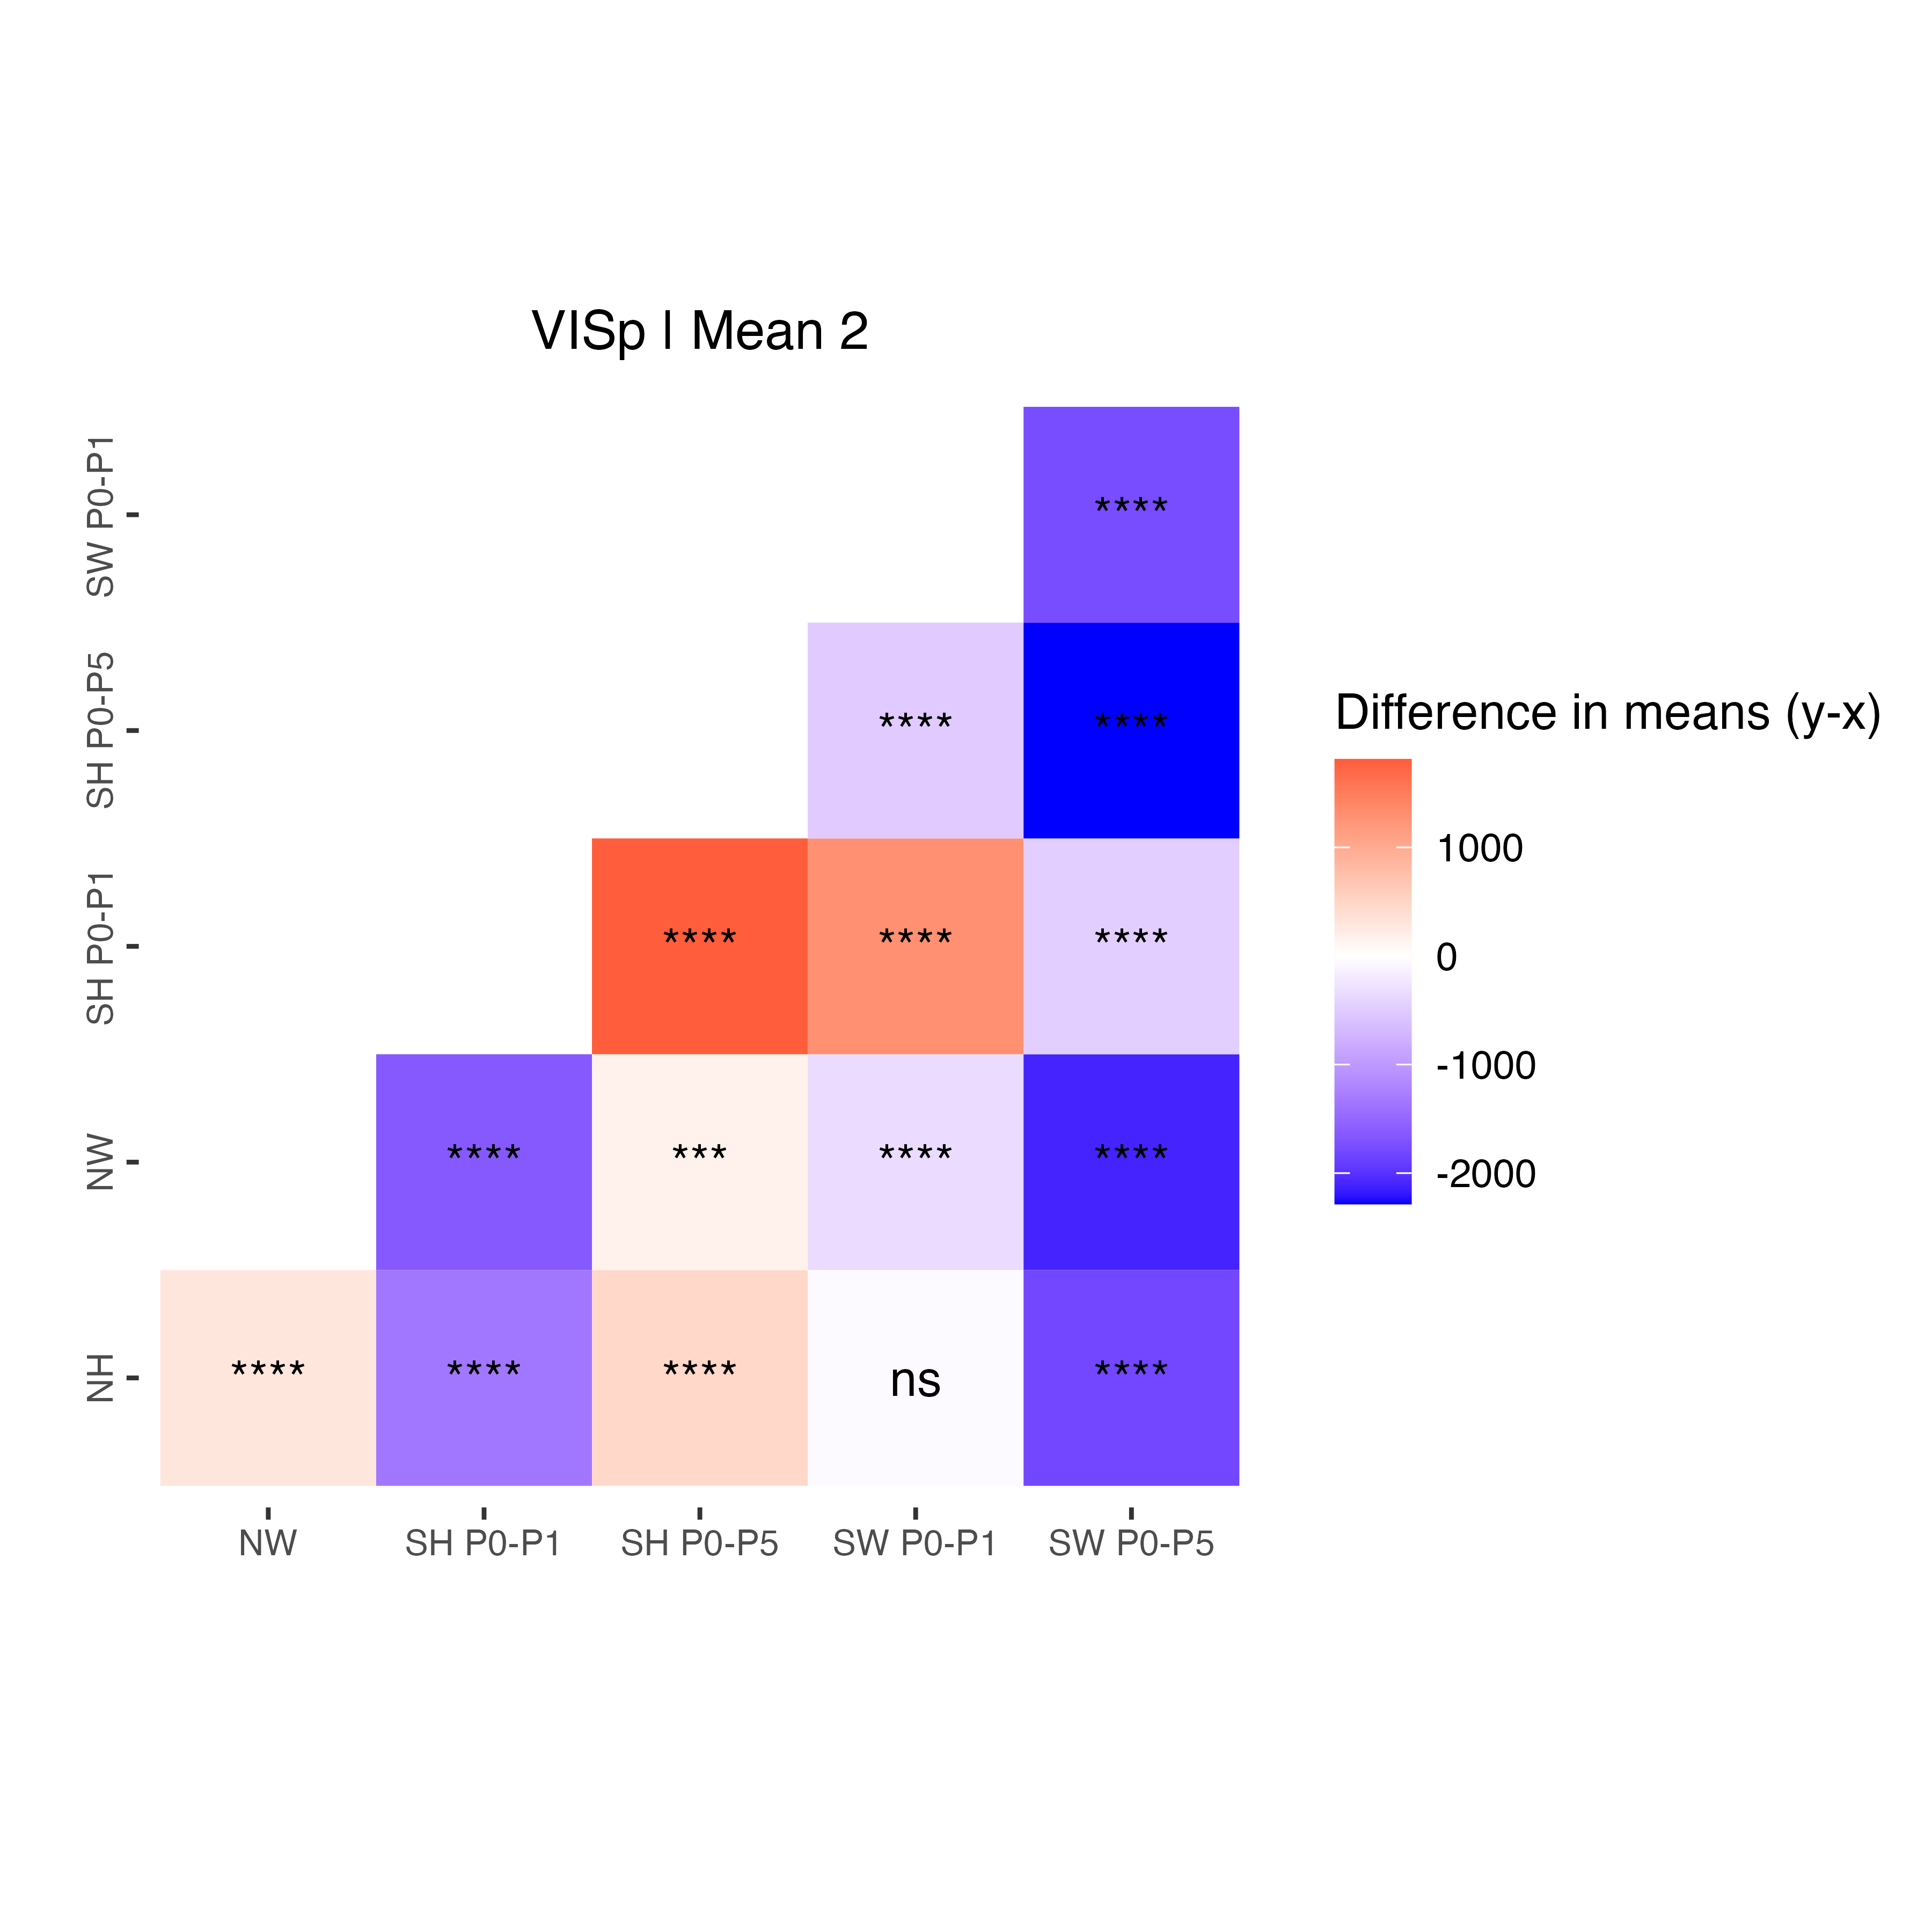 VISp | Mean 2
SW P0-P1
****
SH P0-P5
**** ****
SH P0-P1
**** **** ****
NW
**** *** **** ****
NH
**** **** **** ns ****
NW SH P0-P1 SH P0-P5 SW P0-P1 SW P0-P5
Difference in means (y-x)
1000
0
-1000
-2000